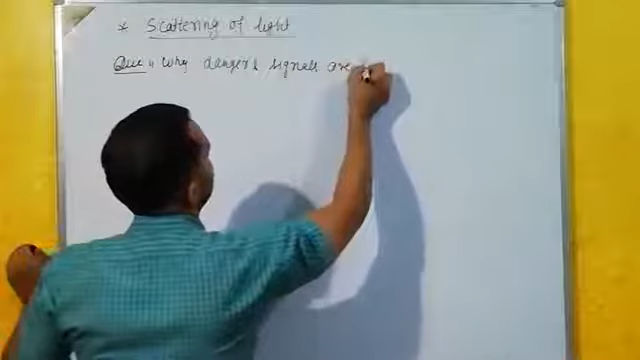 * Scattering of light
Que :- Why danger & signals are